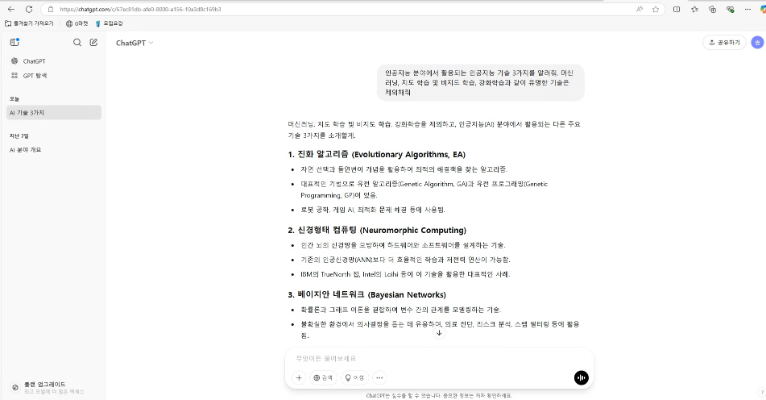 https://chatgpt.com/c/
즐겨찾기 가져오기
ChatGPT
공유하기
ChatGPT
GPT 탐색
오늘
AI 기술 3가지
지난 7일
AI 분야 개요
인공지능 분야에서 활용되는 인공지능 기술 3가지를 알려줘. 머신
러닝, 지도 학습 및 비지도 학습, 강화학습과 같이 유명한 기술은
제외해줘
머신러닝, 지도 학습 및 비지도 학습, 강화학습을 제외하고, 인공지능(AI) 분야에서 활용되는 다른 주요
기술 3가지를 소개할게.
1. 진화 알고리즘 (Evolutionary Algorithms, EA)
자연 선택과 돌연변이 개념을 활용하여 최적의 해결책을 찾는 알고리즘.
대표적인 기법으로 유전 알고리즘(Genetic Algorithm, GA)과 유전 프로그래밍(Genetic
Programming, GP)이 있음.
로봇 공학, 게임 AI, 최적화 문제 해결 등에 사용됨.
2. 신경형태 컴퓨팅 (Neuromorphic Computing)
인간 뇌의 신경망을 모방하여 하드웨어와 소프트웨어를 설계하는 기술.
기존의 인공신경망(ANN)보다 더 효율적인 학습과 저전력 연산이 가능함.
IBM의 TrueNorth 칩, Intel의 Loihi 등이 이 기술을 활용한 대표적인 사례.
3. 베이지안 네트워크 (Bayesian Networks)
확률론과 그래프 이론을 결합하여 변수 간의 관계를 모델링하는 기술.
불확실한 환경에서 의사결정을 돕는 데 유용하며, 의료 진단, 리스크 분석, 스팸 필터링 등에 활용
됨.
무엇이든 물어보세요
검색
이성
플랜 업그레이드
ChatGPT는 실수를 할 수 있습니다. 중요한 정보는 재차 확인하세요.